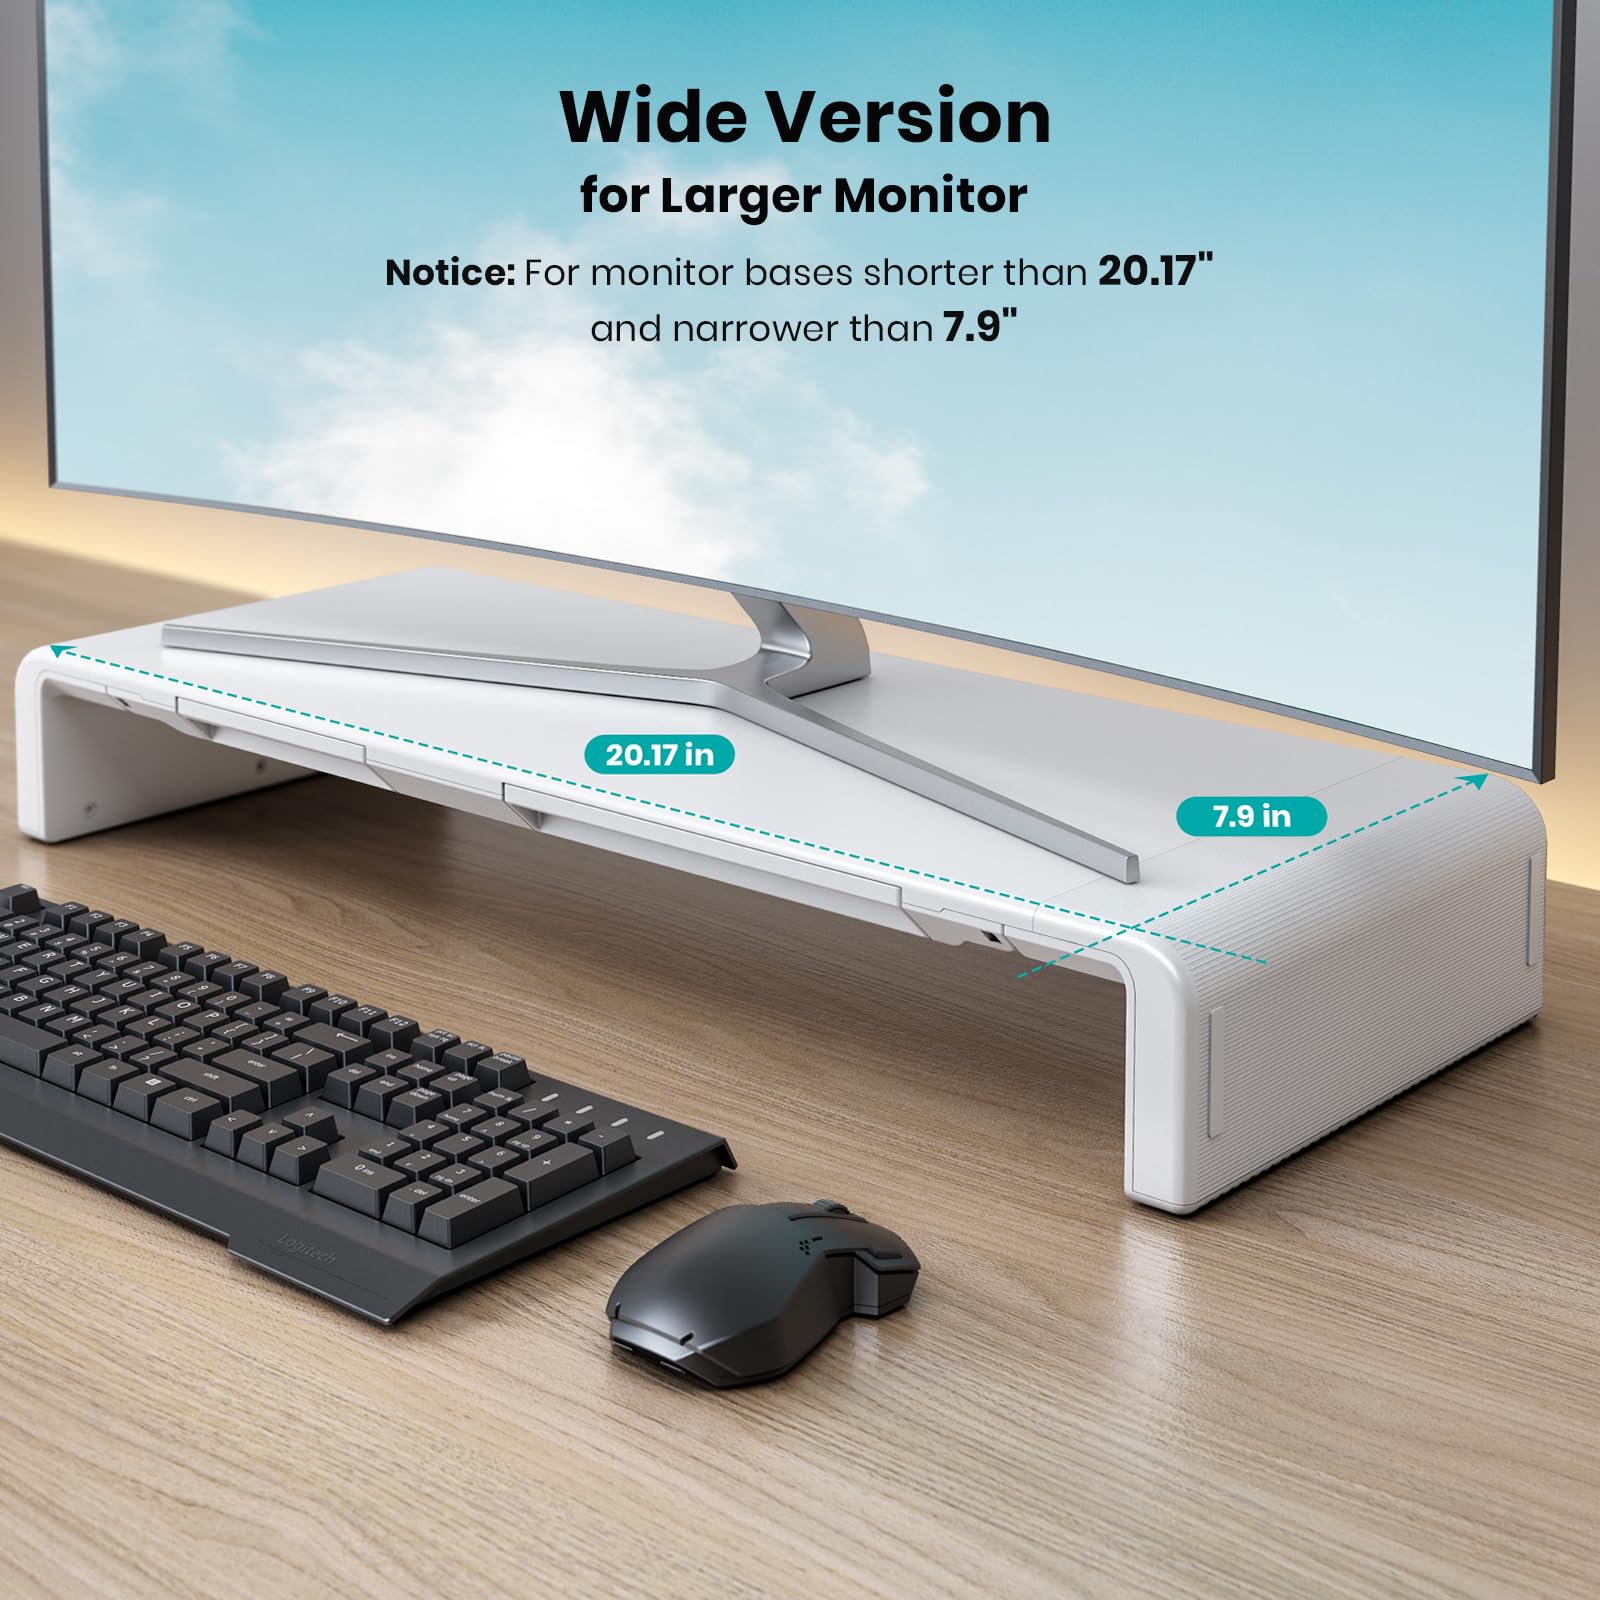 Wide Version
for Larger Monitor
Notice: For monitor bases shorter than 20.17"
and narrower than 7.9"
20.17 in
7.9 in
Logitech